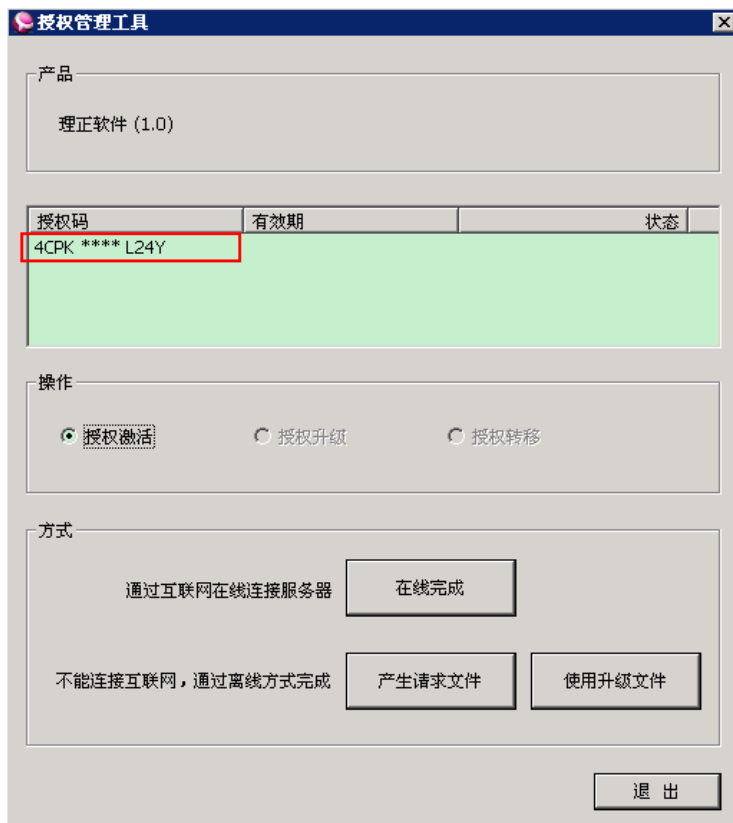 授权管理工具
产品
理正软件 (1.0)
授权码 有效期 状态
4CPK **** L24Y
操作
授权激活 授权升级 授权转移
方式
通过互联网在线连接服务器 在线完成
不能连接互联网，通过离线方式完成 产生请求文件 使用升级文件
退 出